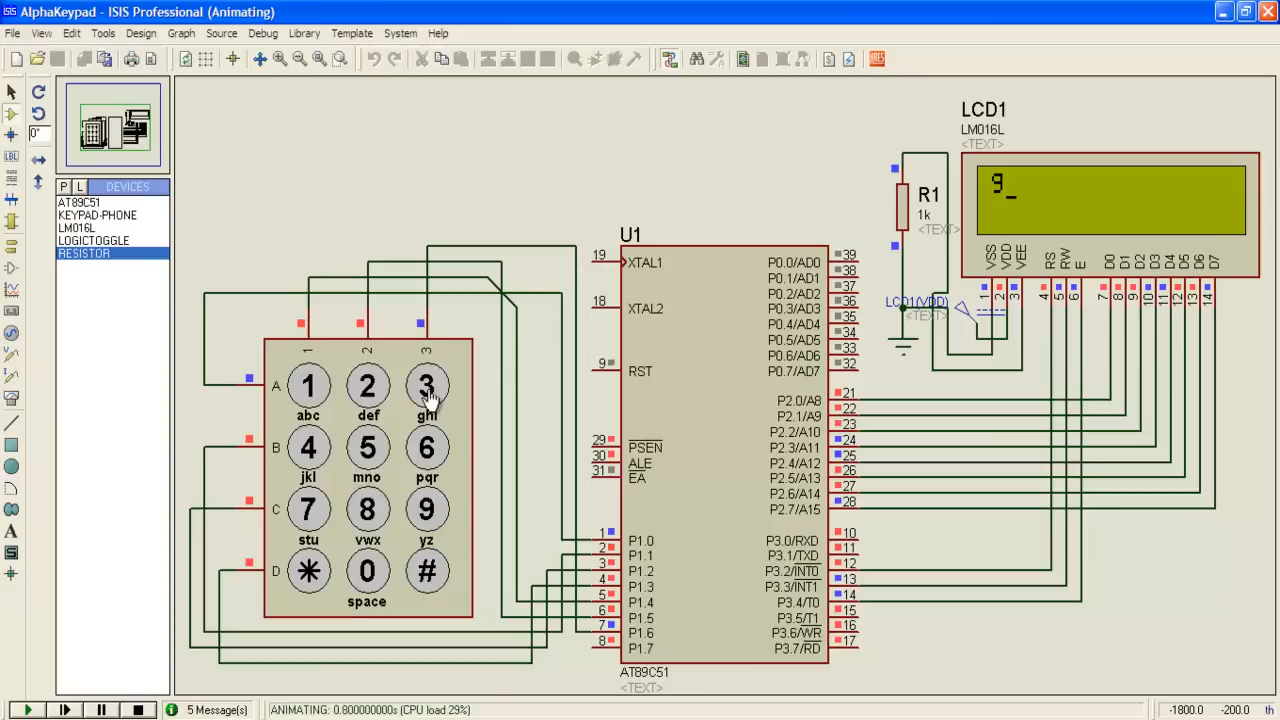 AlphaKeypad - ISIS Professional (Animating)
File View Edit Tools Design Graph Source Debug Library Template System Help
0°
P L DEVICES
AT89C51
KEYPAD-PHONE
LM016L
LOGICTOGGLE
RESISTOR
LBL
A
S
LCD1
LM016L
<TEXT>
g_
VSS VDD VEE RS RW E D0 D1 D2 D3 D4 D5 D6 D7
1 2 3 4 5 6 7 8 9 10 11 12 13 14
R1
1k
<TEXT>
LCD1(VDD)
<TEXT>
U1
19 XTAL1
18 XTAL2
9 RST
29 PSEN
30 ALE
31 EA
1 P1.0
2 P1.1
3 P1.2
4 P1.3
5 P1.4
6 P1.5
7 P1.6
8 P1.7
P0.0/AD0 39
P0.1/AD1 38
P0.2/AD2 37
P0.3/AD3 36
P0.4/AD4 35
P0.5/AD5 34
P0.6/AD6 33
P0.7/AD7 32
P2.0/A8 21
P2.1/A9 22
P2.2/A10 23
P2.3/A11 24
P2.4/A12 25
P2.5/A13 26
P2.6/A14 27
P2.7/A15 28
P3.0/RXD 10
P3.1/TXD 11
P3.2/INT0 12
P3.3/INT1 13
P3.4/T0 14
P3.5/T1 15
P3.6/WR 16
P3.7/RD 17
AT89C51
<TEXT>
1 2 3
A 1 2 3
abc def ghi
B 4 5 6
jkl mno pqr
C 7 8 9
stu vwx yz
D * 0 #
space
5 Message(s) ANIMATING: 0.800000000s (CPU load 29%) -1800.0 -200.0 th